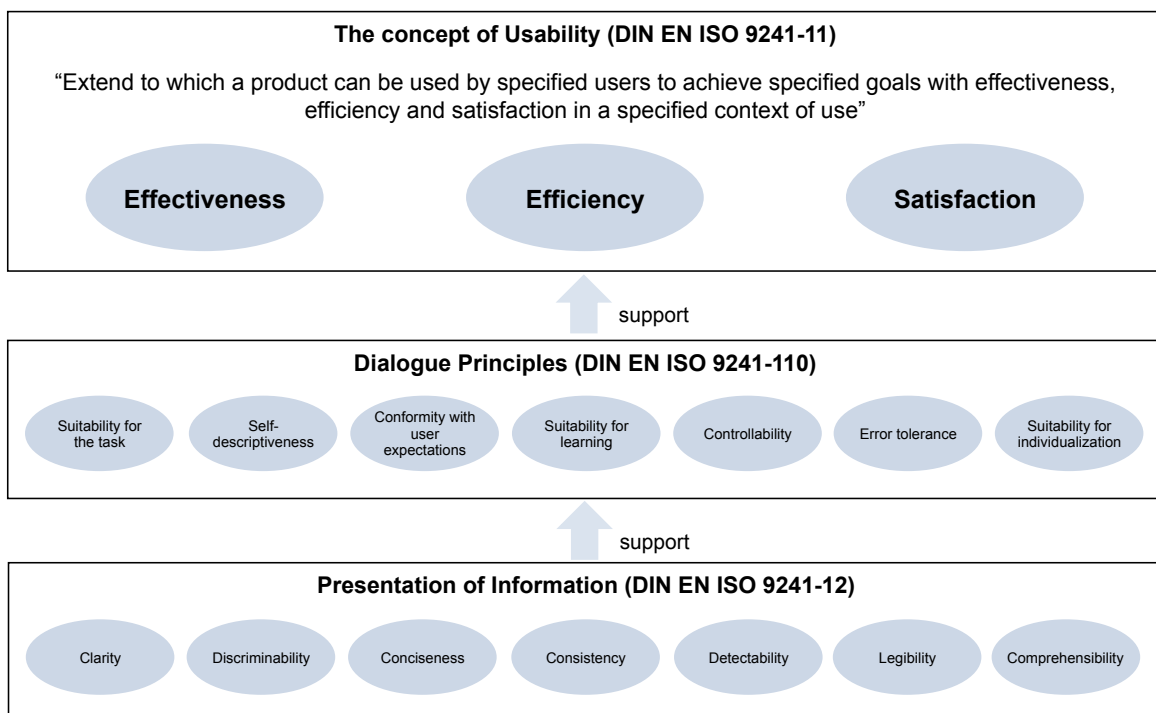 The concept of Usability (DIN EN ISO 9241-11)
“Extend to which a product can be used by specified users to achieve specified goals with effectiveness,
efficiency and satisfaction in a specified context of use”
Effectiveness
Efficiency
Satisfaction
support
Dialogue Principles (DIN EN ISO 9241-110)
Suitability for
the task
Self-
descriptiveness
Conformity with
user
expectations
Suitability for
learning
Controllability
Error tolerance
Suitability for
individualization
support
Presentation of Information (DIN EN ISO 9241-12)
Clarity
Discriminability
Conciseness
Consistency
Detectability
Legibility
Comprehensibility